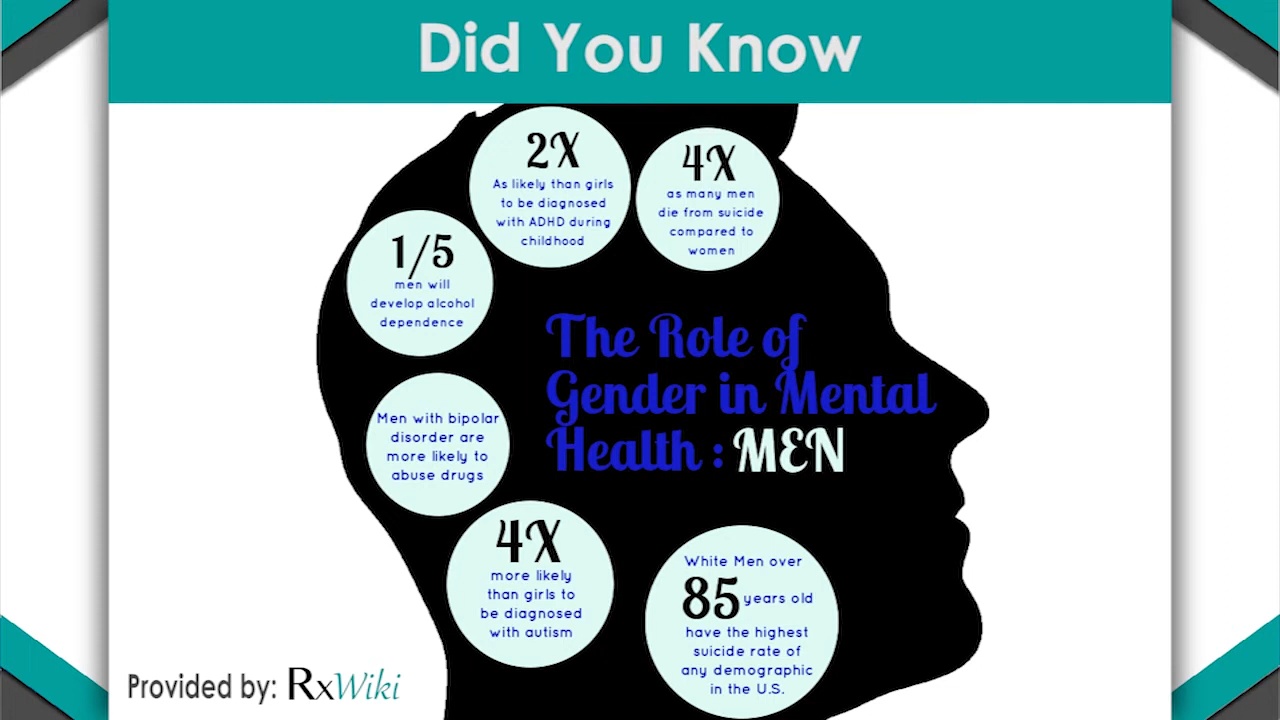 Did You Know
2X
As likely than girls
to be diagnosed
with ADHD during
childhood
4X
as many men
die from suicide
compared to
women
1/5
men will
develop alcohol
dependence
The Role of
Gender in Mental
Health : MEN
Men with bipolar
disorder are
more likely to
abuse drugs
4X
more likely
than girls to
be diagnosed
with autism
White Men over
85 years old
have the highest
suicide rate of
any demographic
in the U.S.
Provided by: RxWiki